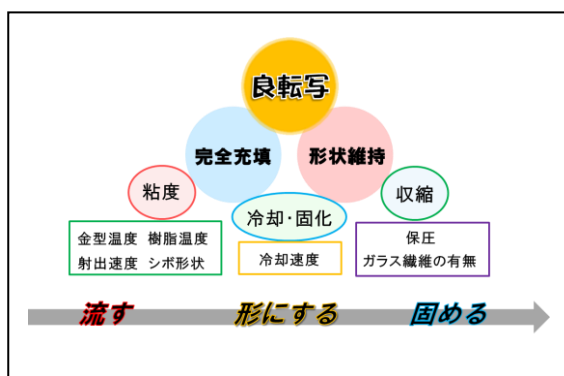 良転写
完全充填
形状維持
粘度
冷却・固化
収縮
金型温度 樹脂温度
射出速度 シボ形状
冷却速度
保圧
ガラス繊維の有無
流す
形にする
固める